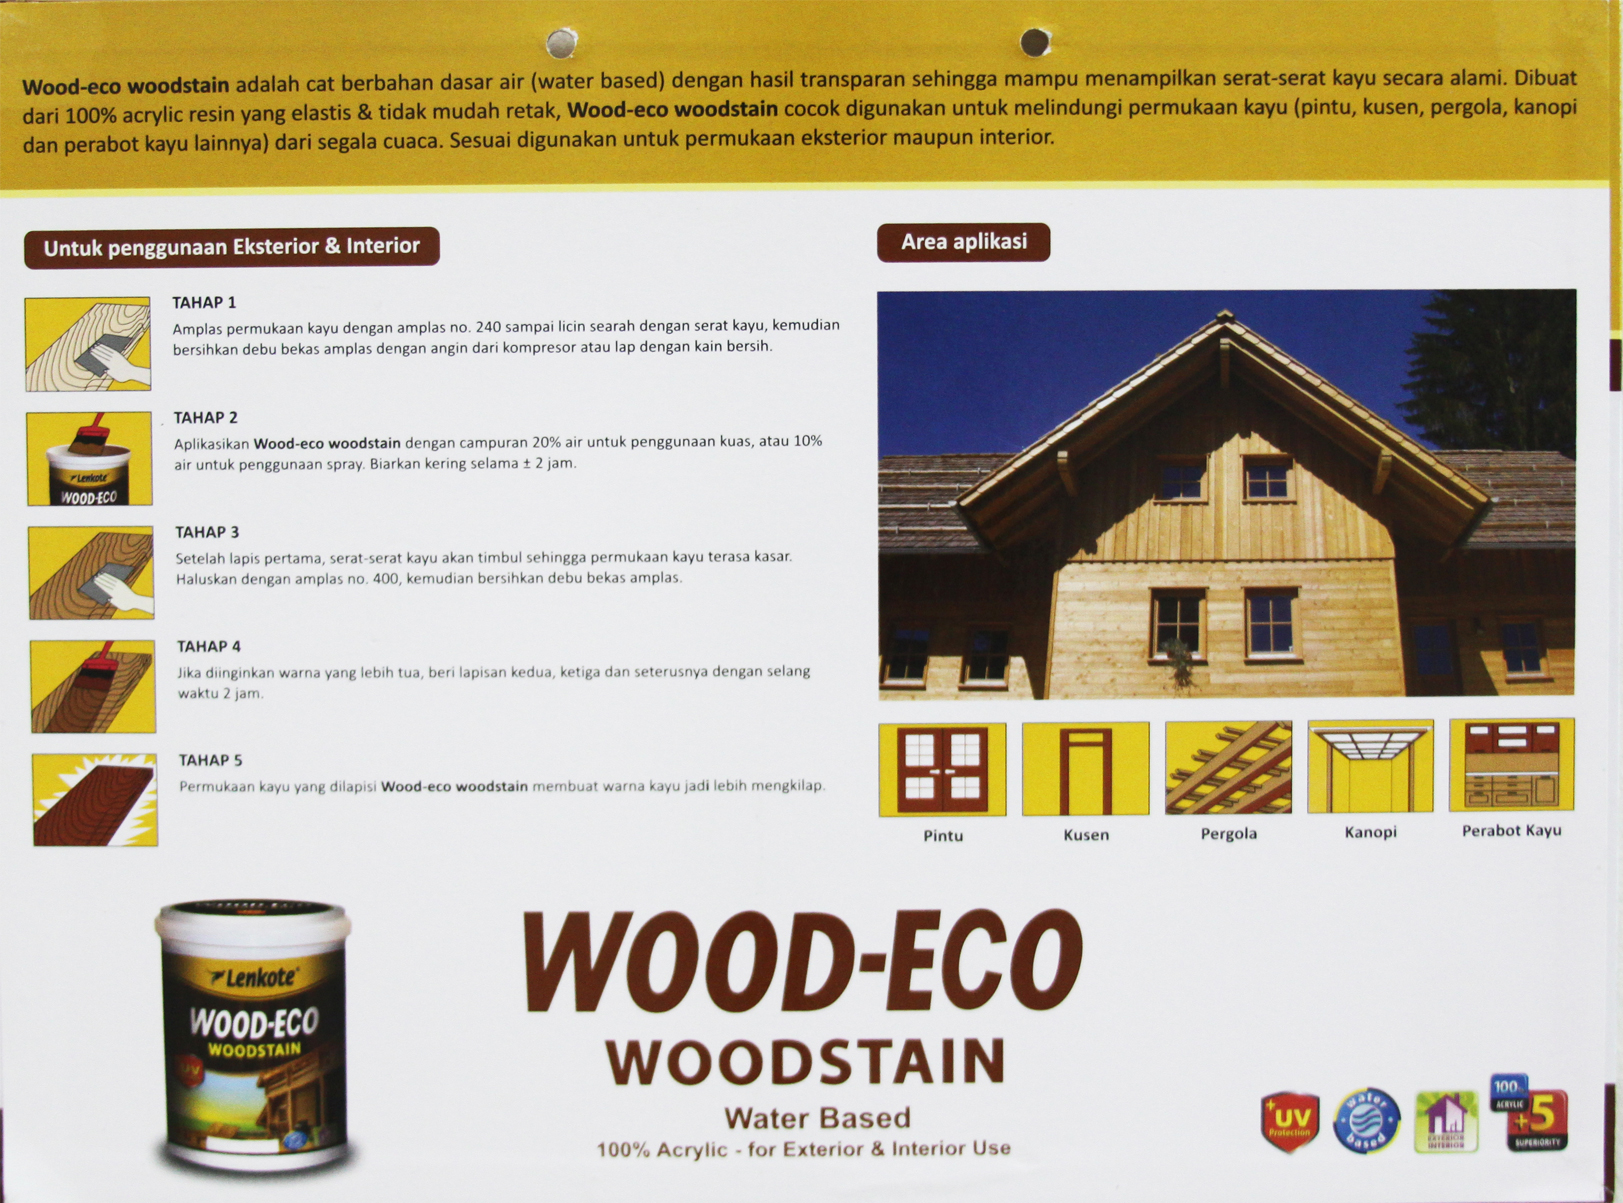 Wood-eco woodstain adalah cat berbahan dasar air (water based) dengan hasil transparan sehingga mampu menampilkan serat-serat kayu secara alami. Dibuat
dari 100% acrylic resin yang elastis & tidak mudah retak, Wood-eco woodstain cocok digunakan untuk melindungi permukaan kayu (pintu, kusen, pergola, kanopi
dan perabot kayu lainnya) dari segala cuaca. Sesuai digunakan untuk permukaan eksterior maupun interior.
Untuk penggunaan Eksterior & Interior
TAHAP 1
Amplas permukaan kayu dengan amplas no. 240 sampai licin searah dengan serat kayu, kemudian
bersihkan debu bekas amplas dengan angin dari kompresor atau lap dengan kain bersih.
TAHAP 2
Aplikasikan Wood-eco woodstain dengan campuran 20% air untuk penggunaan kuas, atau 10%
air untuk penggunaan spray. Biarkan kering selama ± 2 jam.
Lenkote
WOOD-ECO
TAHAP 3
Setelah lapis pertama, serat-serat kayu akan timbul sehingga permukaan kayu terasa kasar.
Haluskan dengan amplas no. 400, kemudian bersihkan debu bekas amplas.
TAHAP 4
Jika diinginkan warna yang lebih tua, beri lapisan kedua, ketiga dan seterusnya dengan selang
waktu 2 jam.
TAHAP 5
Permukaan kayu yang dilapisi Wood-eco woodstain membuat warna kayu jadi lebih mengkilap.
Area aplikasi
Pintu
Kusen
Pergola
Kanopi
Perabot Kayu
Lenkote
WOOD-ECO
WOODSTAIN
UV
WOOD-ECO
WOODSTAIN
Water Based
100% Acrylic - for Exterior & Interior Use
+UV
Protection
water
based
EXTERIOR
INTERIOR
100%
ACRYLIC
+5
SUPERIORITY